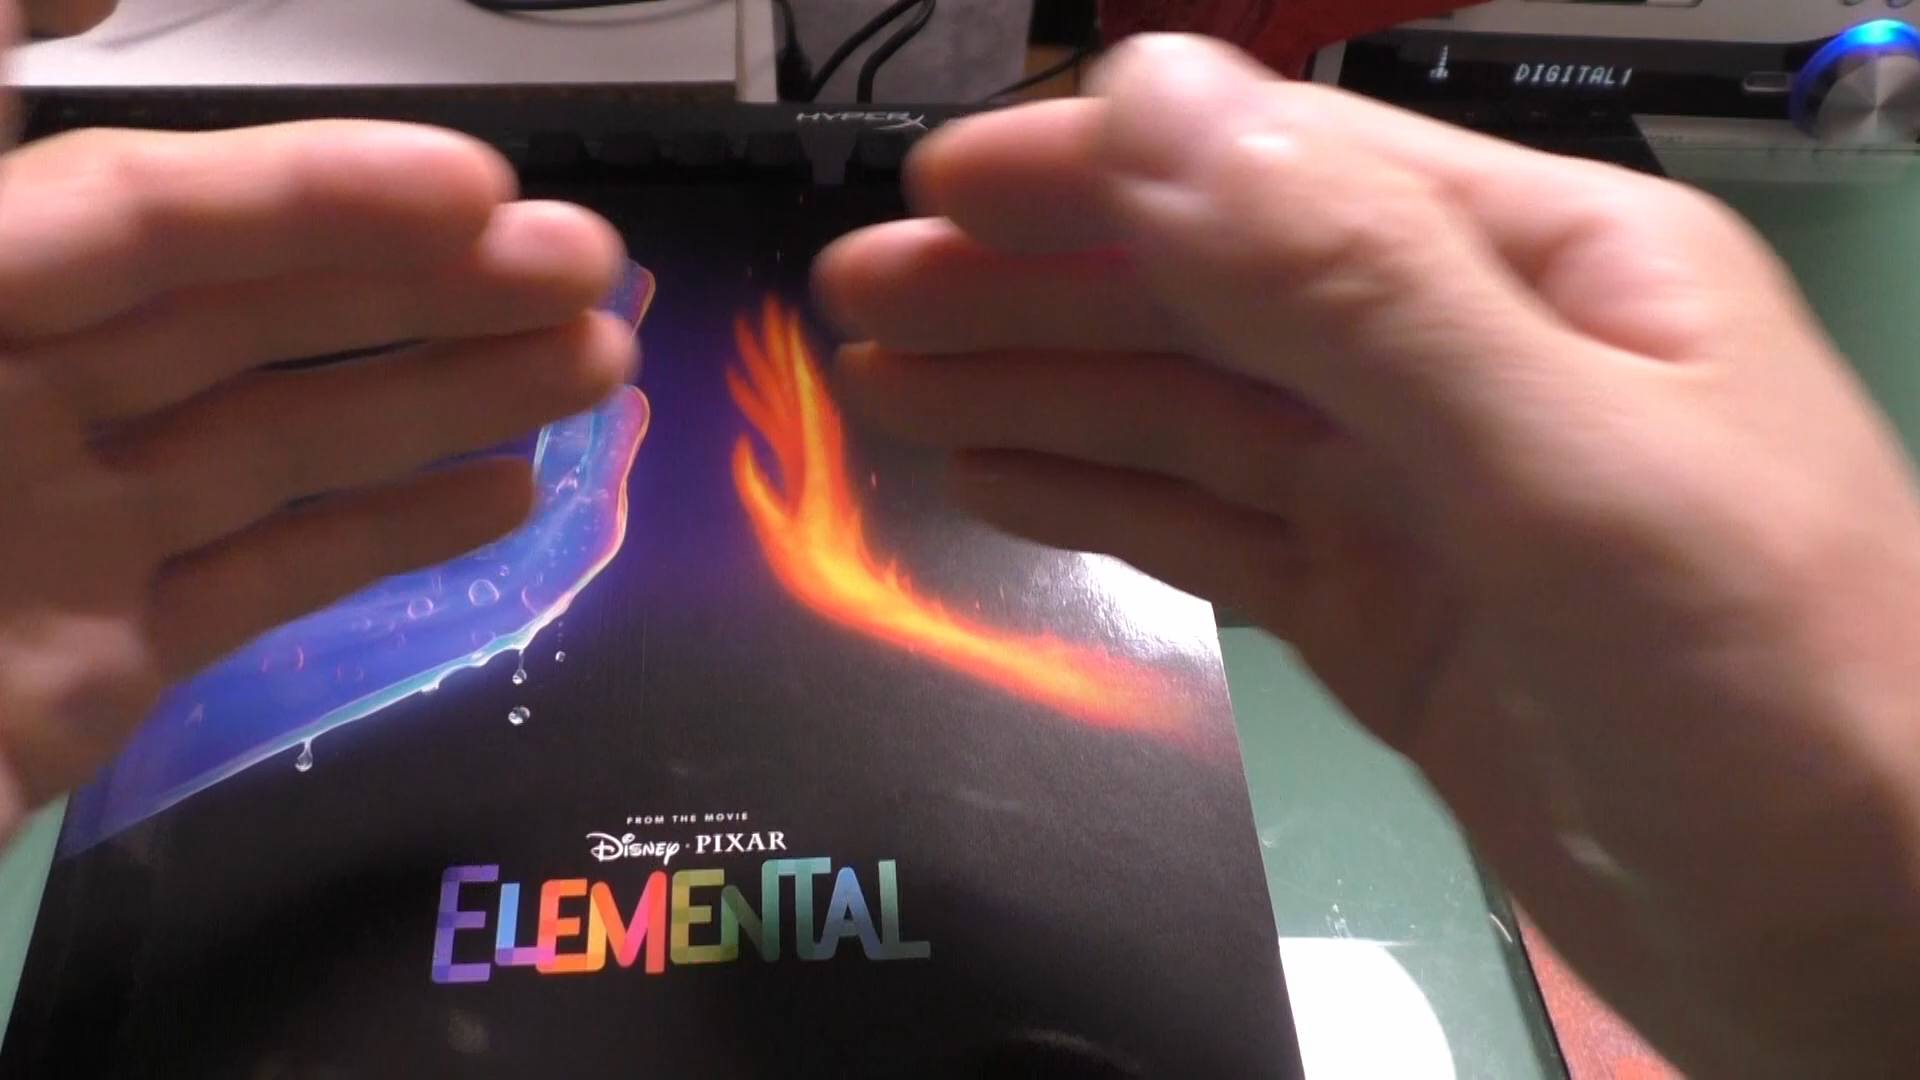 HYPERX
DIGITAL1
FROM THE MOVIE
Disney · PIXAR
ELEMENTAL